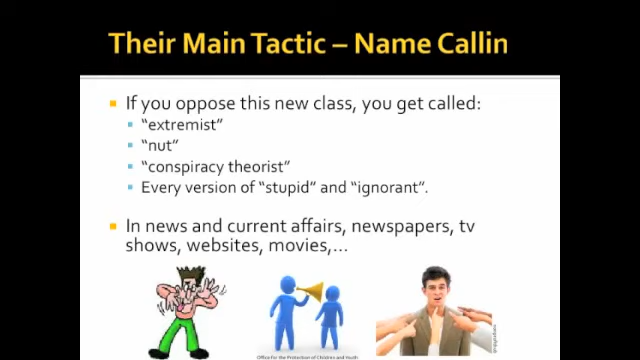 Their Main Tactic – Name Callin
If you oppose this new class, you get called:
“extremist”
“nut”
“conspiracy theorist”
Every version of “stupid” and “ignorant”.
In news and current affairs, newspapers, tv
shows, websites, movies,...
Office for the Protection of Children and Youth